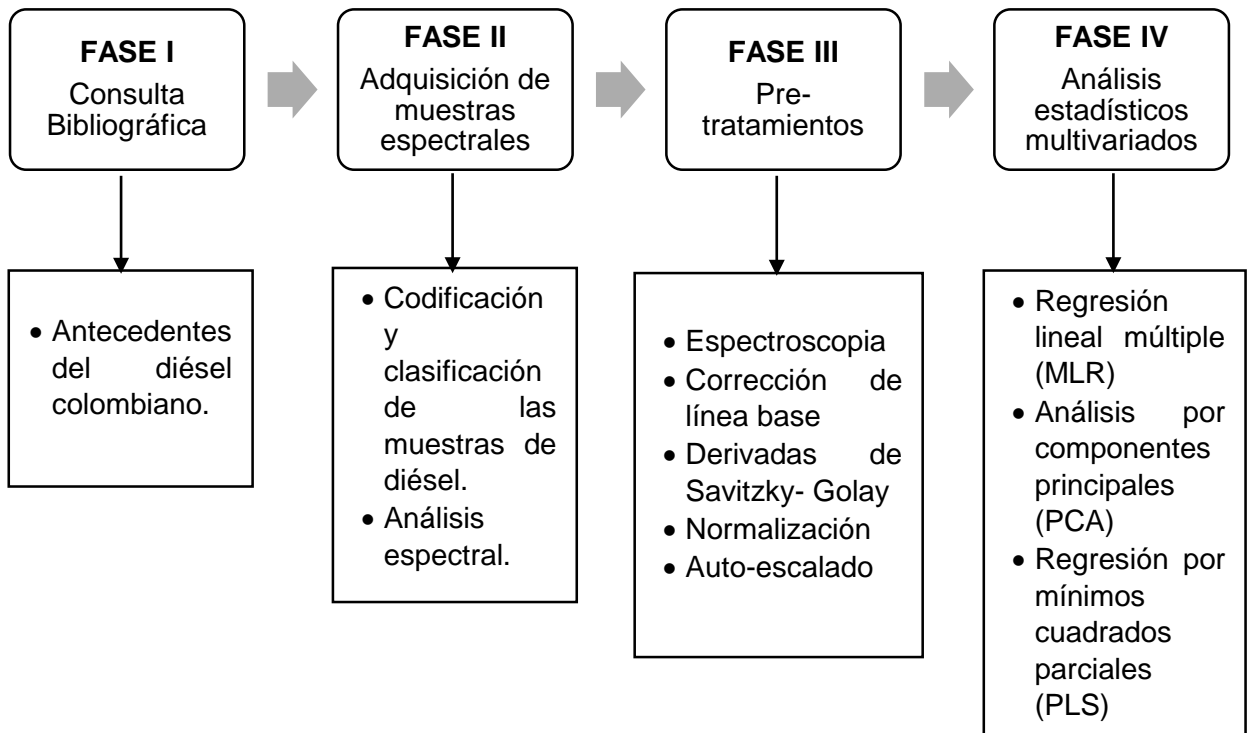 FASE I
Consulta
Bibliográfica
FASE II
Adquisición de
muestras
espectrales
FASE III
Pre-
tratamientos
FASE IV
Análisis
estadísticos
multivariados
• Antecedentes
del diésel
colombiano.
• Codificación
y
clasificación
de las
muestras de
diésel.
• Análisis
espectral.
• Espectroscopia
• Corrección de
línea base
• Derivadas de
Savitzky- Golay
• Normalización
• Auto-escalado
• Regresión
lineal múltiple
(MLR)
• Análisis por
componentes
principales
(PCA)
• Regresión por
mínimos
cuadrados
parciales
(PLS)